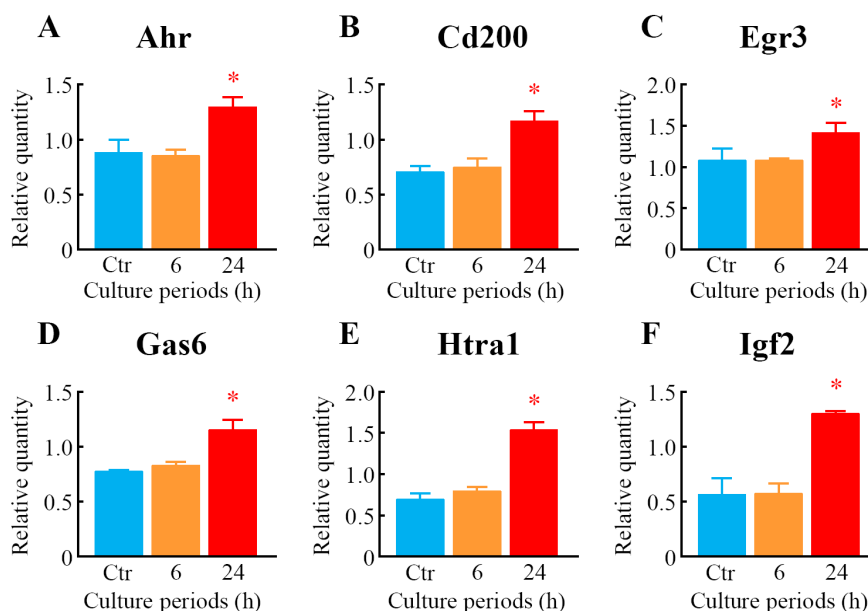 A Ahr
*
1.5
1.0
0.5
0
Relative quantity
Ctr 6 24
Culture periods (h)
B Cd200
*
1.5
1.0
0.5
0
Relative quantity
Ctr 6 24
Culture periods (h)
C Egr3
*
2.0
1.5
1.0
0.5
0
Relative quantity
Ctr 6 24
Culture periods (h)
D Gas6
*
1.5
1.0
0.5
0
Relative quantity
Ctr 6 24
Culture periods (h)
E Htra1
*
2.0
1.5
1.0
0.5
0
Relative quantity
Ctr 6 24
Culture periods (h)
F Igf2
*
1.5
1.0
0.5
0
Relative quantity
Ctr 6 24
Culture periods (h)